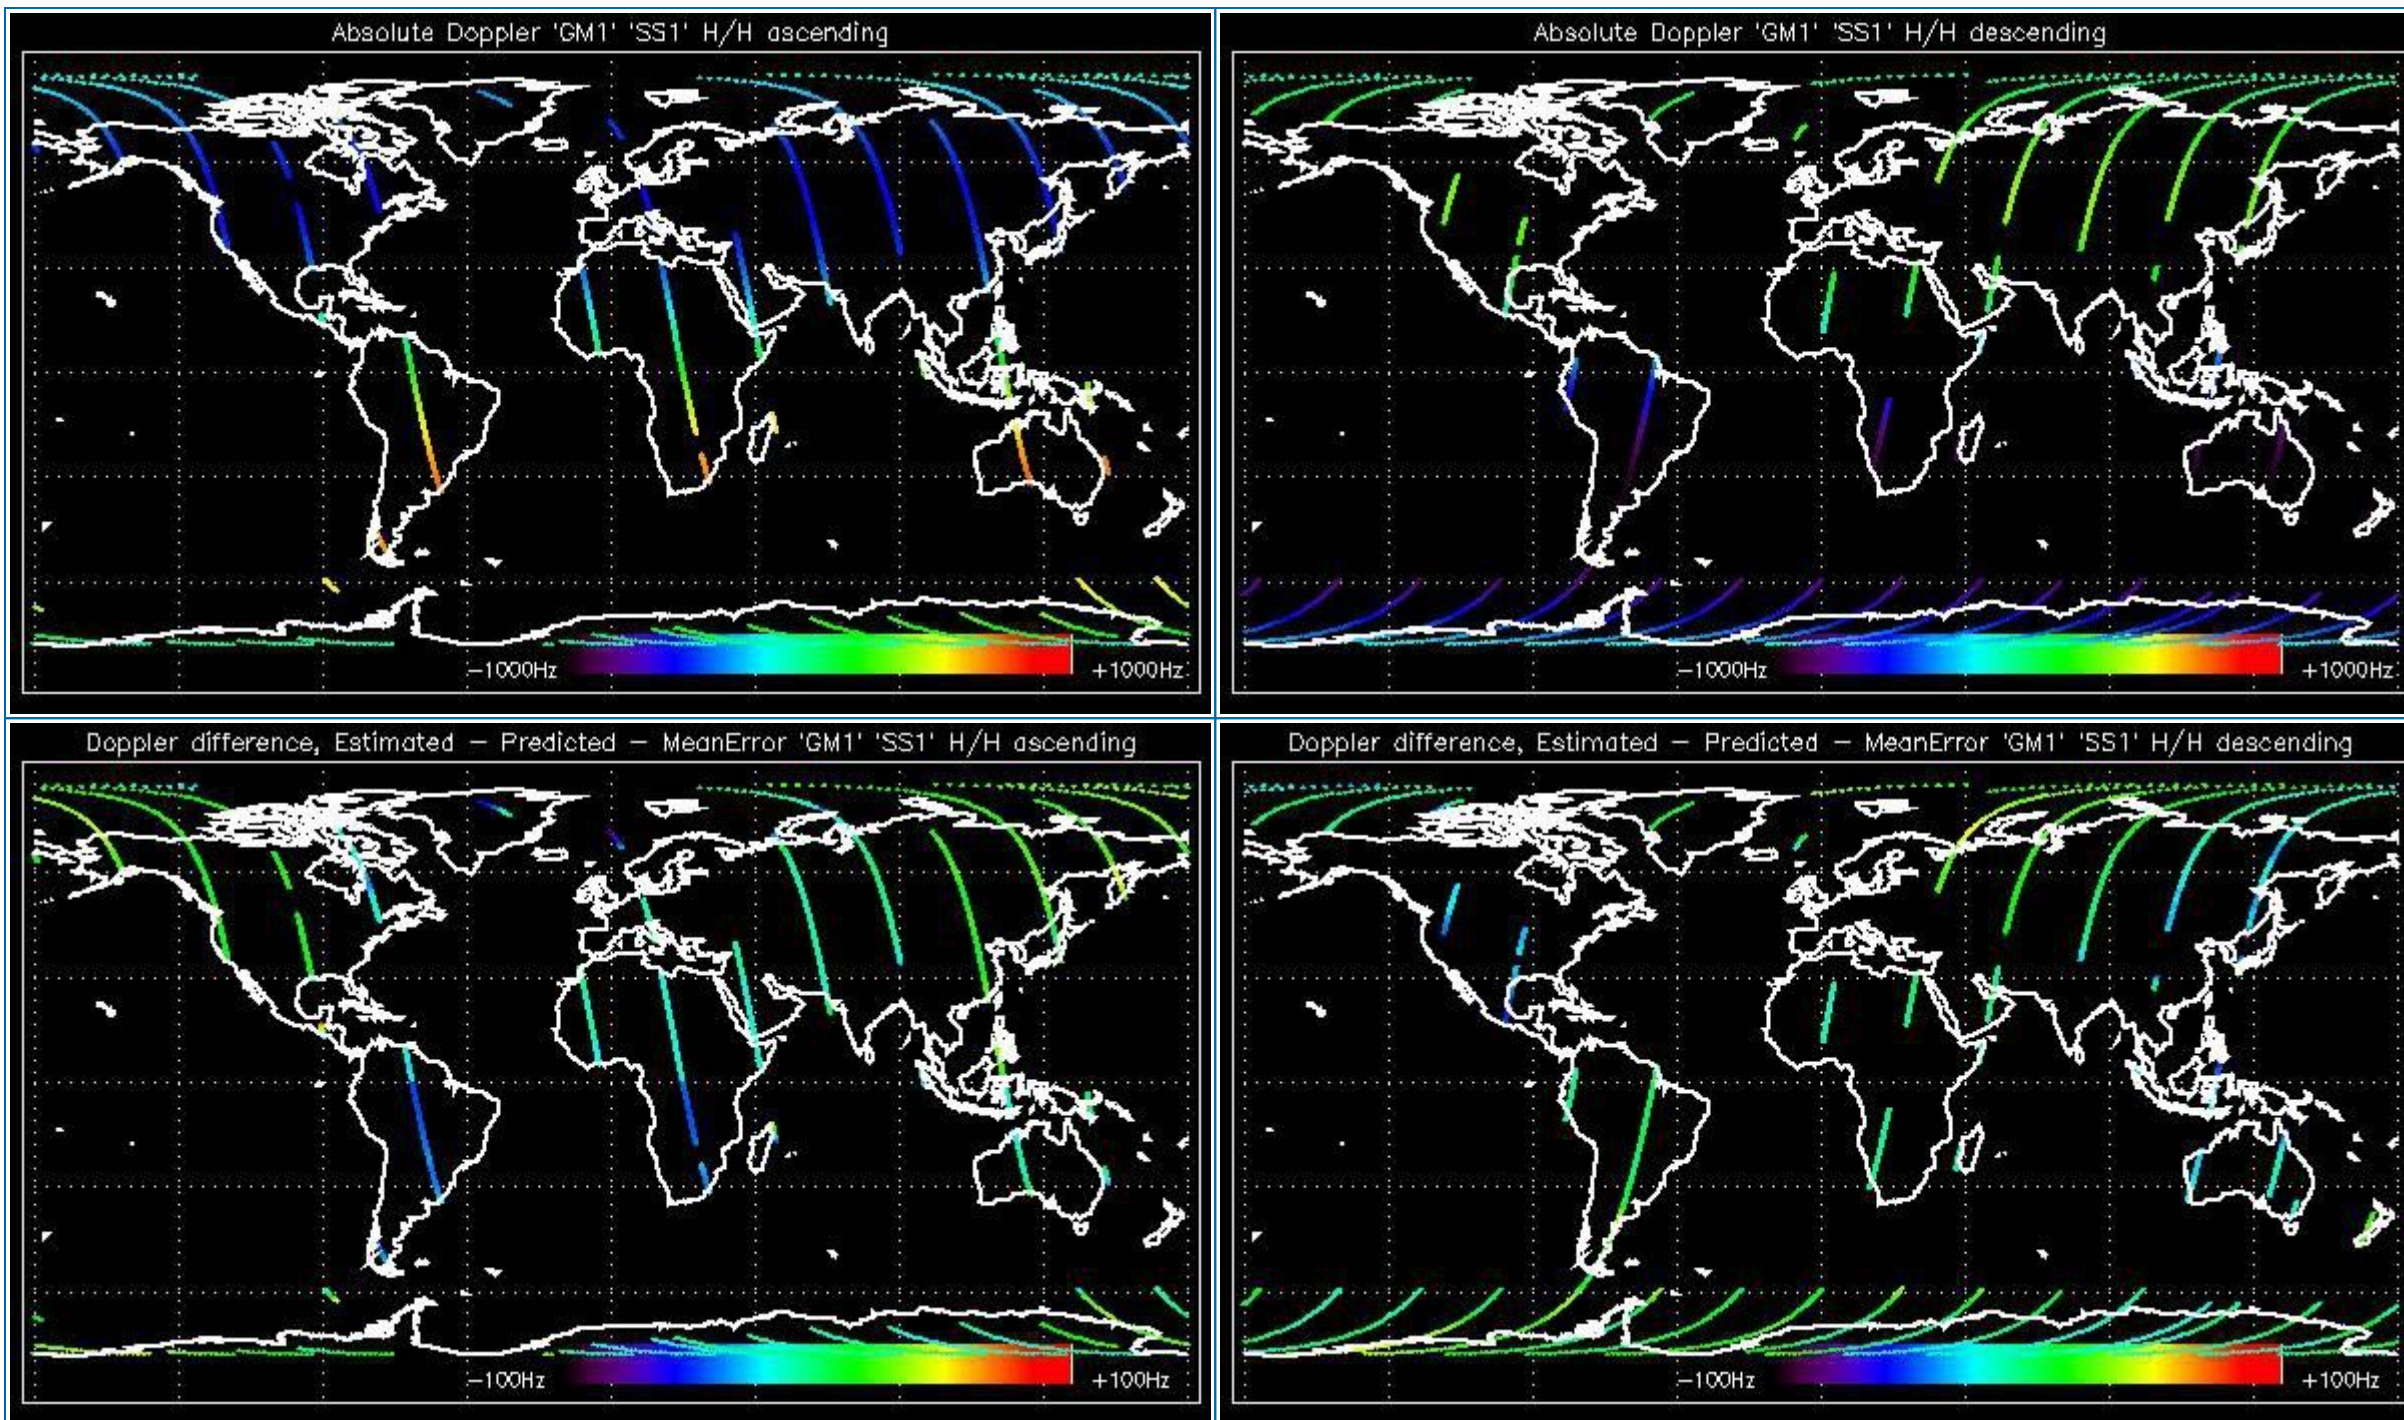 Absolute Doppler 'GM1' 'SS1' H/H ascending
−1000Hz +1000Hz
Absolute Doppler 'GM1' 'SS1' H/H descending
−1000Hz +1000Hz
Doppler difference, Estimated − Predicted − MeanError 'GM1' 'SS1' H/H ascending
−100Hz +100Hz
Doppler difference, Estimated − Predicted − MeanError 'GM1' 'SS1' H/H descending
−100Hz +100Hz